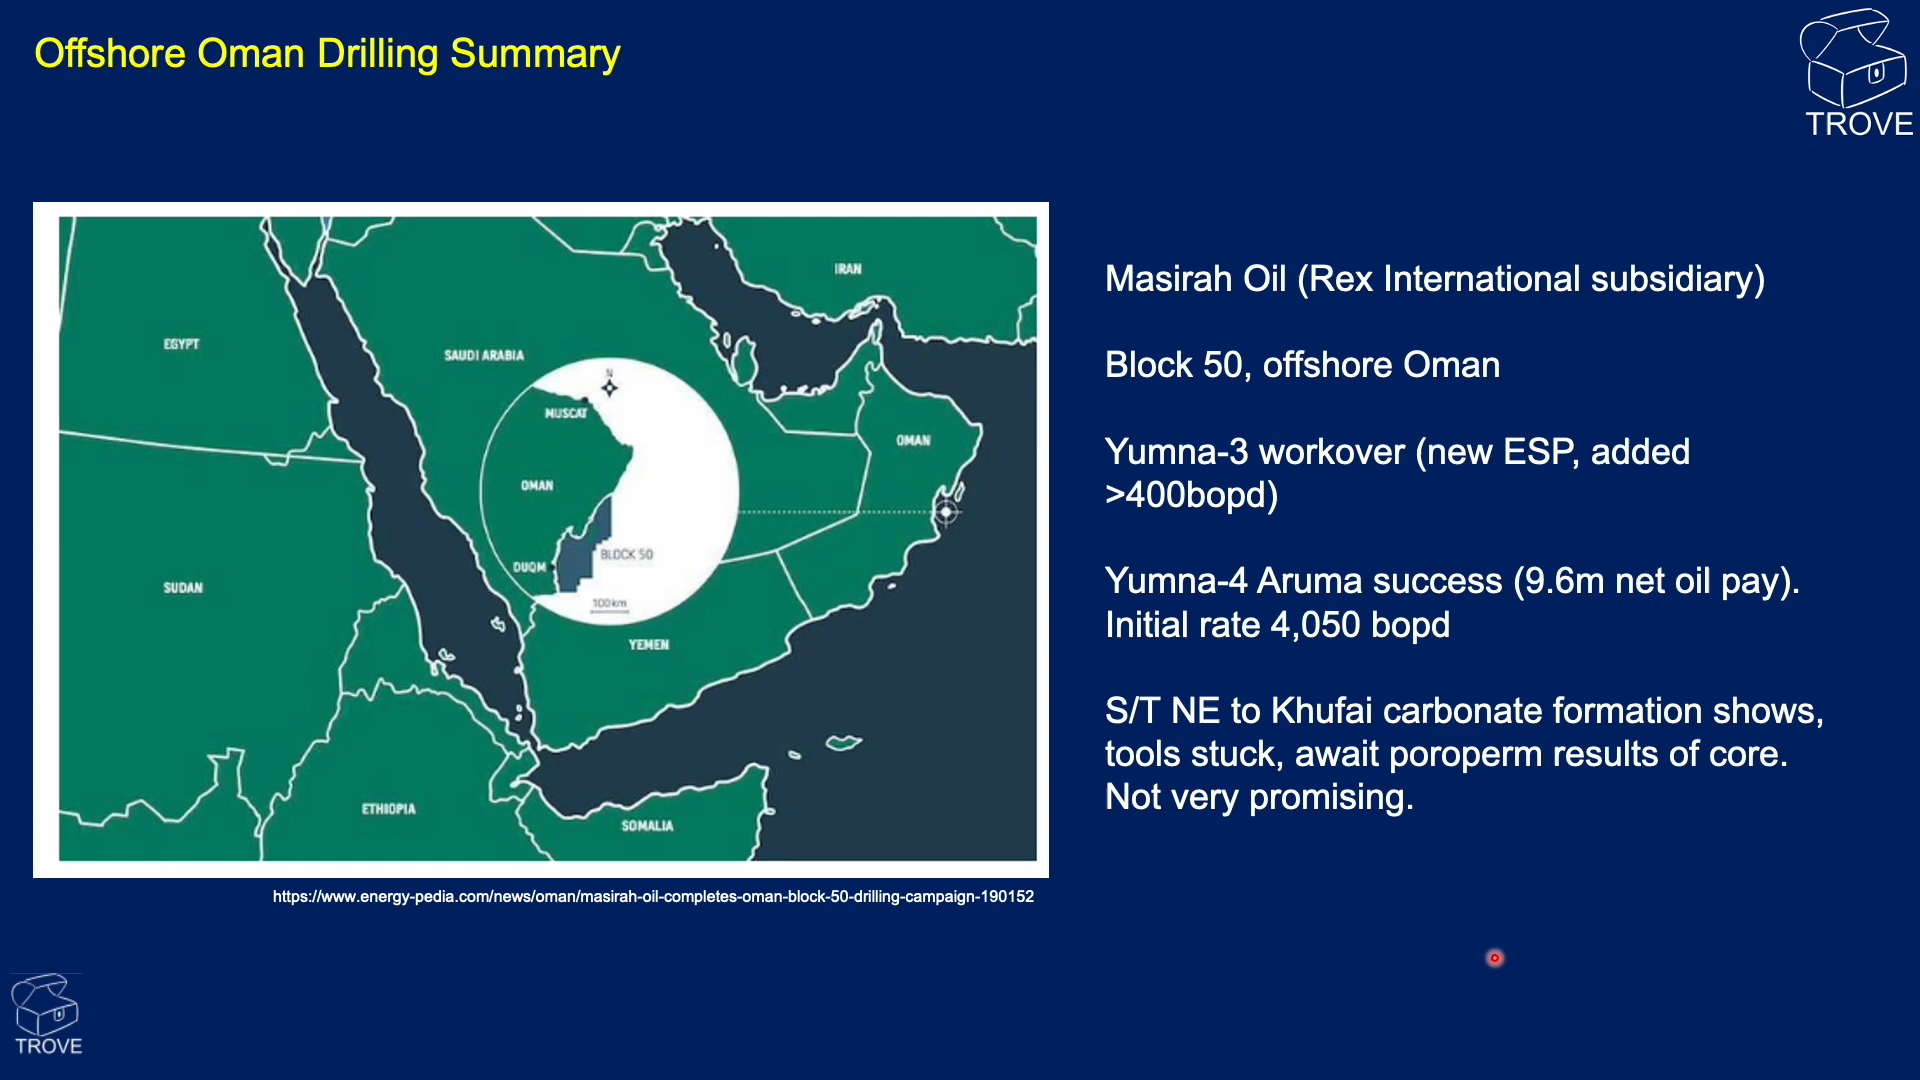 Offshore Oman Drilling Summary
TROVE
IRAN
EGYPT
SAUDI ARABIA
N
MUSCAT
OMAN
OMAN
BLOCK 50
DUQM
SUDAN
100km
YEMEN
ETHIOPIA
SOMALIA
Masirah Oil (Rex International subsidiary)
Block 50, offshore Oman
Yumna-3 workover (new ESP, added
>400bopd)
Yumna-4 Aruma success (9.6m net oil pay).
Initial rate 4,050 bopd
S/T NE to Khufai carbonate formation shows,
tools stuck, await poroperm results of core.
Not very promising.
https://www.energy-pedia.com/news/oman/masirah-oil-completes-oman-block-50-drilling-campaign-190152
TROVE